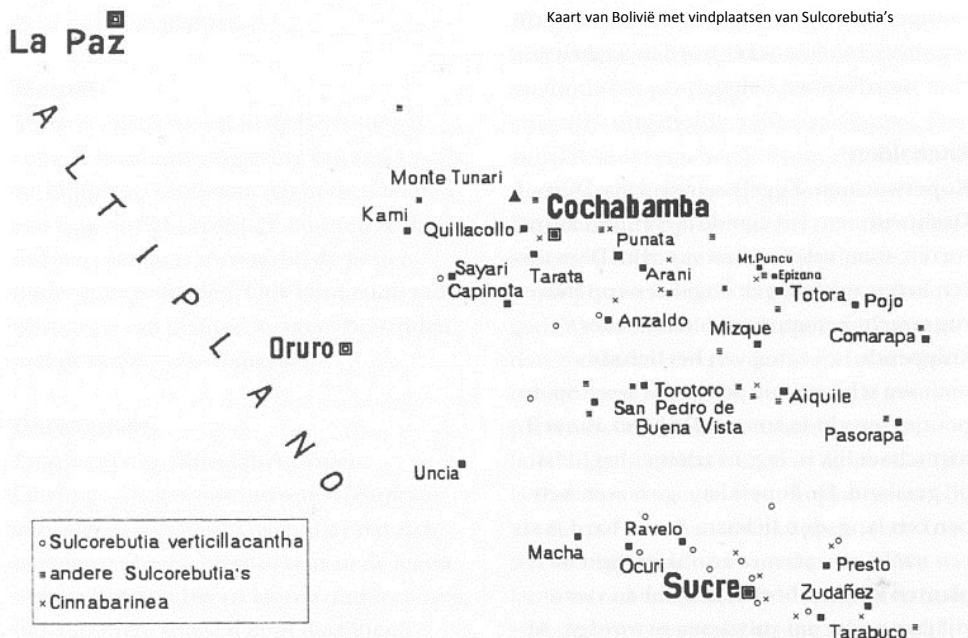 Kaart van Bolivië met vindplaatsen van Sulcorebutia’s
La Paz
ALTIPLANO
Monte Tunari
Kami
Cochabamba
Quillacollo
Punata
Sayari
Tarata
Arani
Mt. Puncu
Epizana
Capinota
Totora
Pojo
Anzaldo
Mizque
Comarapa
Oruro
Torotoro
Aiquile
San Pedro de
Buena Vista
Pasorapa
Uncia
Ravelo
Macha
Ocuri
Presto
Sucre
Zudañez
Tarabuco
Sulcorebutia verticillacantha
andere Sulcorebutia's
Cinnabarinea